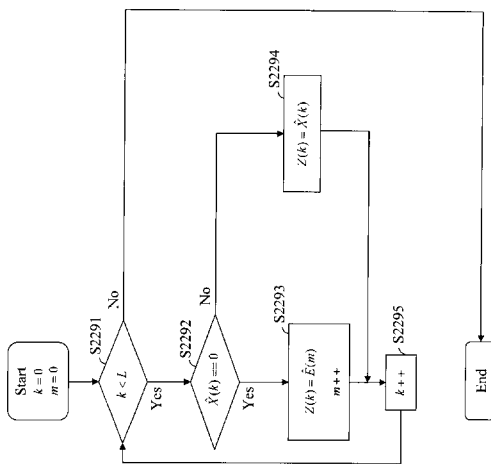 Start
k = 0
m = 0
S2291
k < L
No
Yes
S2292
X̂(k) == 0
No
Yes
S2293
Z(k) = Ê(m)
m++
S2294
Z(k) = X̂(k)
S2295
k++
End